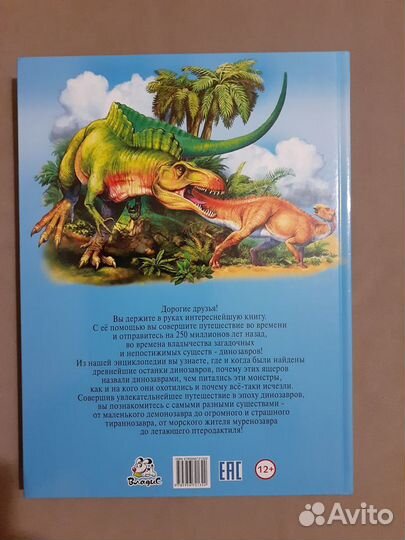 Дорогие друзья!
Вы держите в руках интереснейшую книгу.
С её помощью вы совершите путешествие во времени
и отправитесь на 250 миллионов лет назад,
во времена владычества загадочных
и непостижимых существ - динозавров!
Из нашей энциклопедии вы узнаете, где и когда были найдены
древнейшие останки динозавров, почему этих ящеров
назвали динозаврами, чем питались эти монстры,
как и на кого они охотились и почему всё-таки исчезли.
Совершив увлекательнейшее путешествие в эпоху динозавров,
вы познакомитесь с самыми разными существами -
от маленького демонозавра до огромного и страшного
тираннозавра, от морского жителя муренозавра
до летающего птеродактиля!
Владис
EAC
12+
Avito